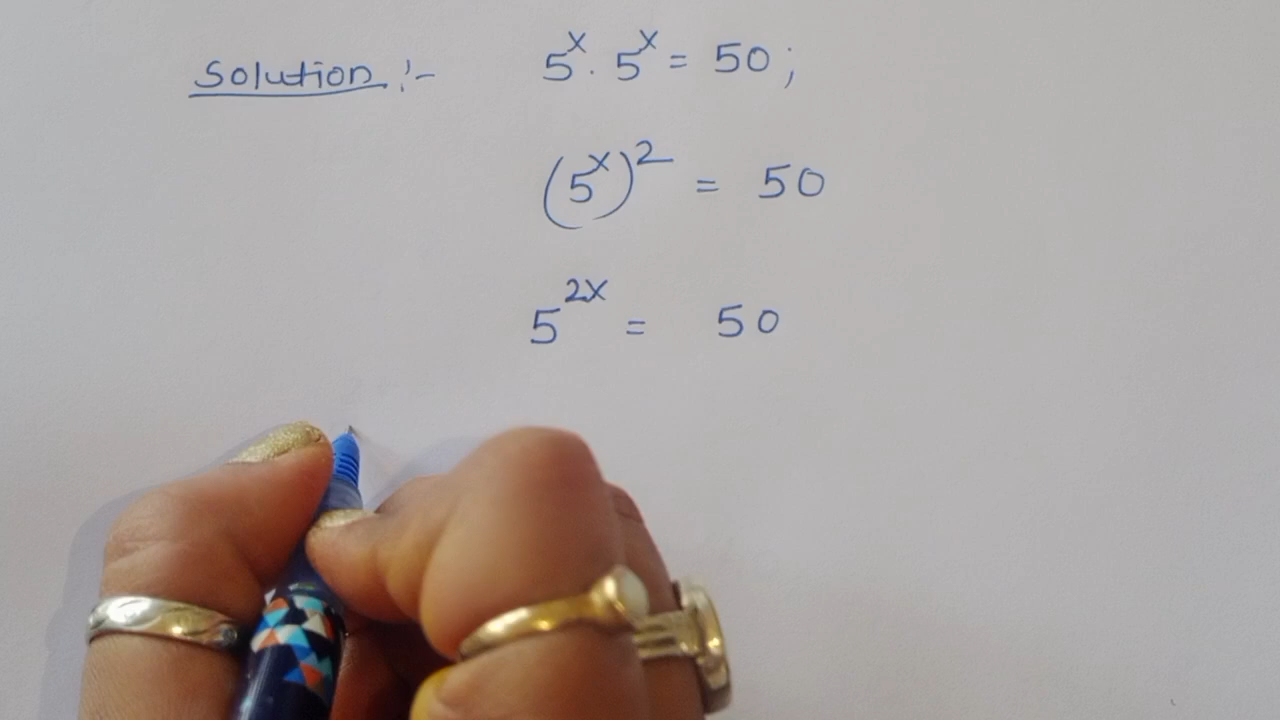 Solution :- 5^x . 5^x = 50 ;
(5^x)^2 = 50
5^2x = 50